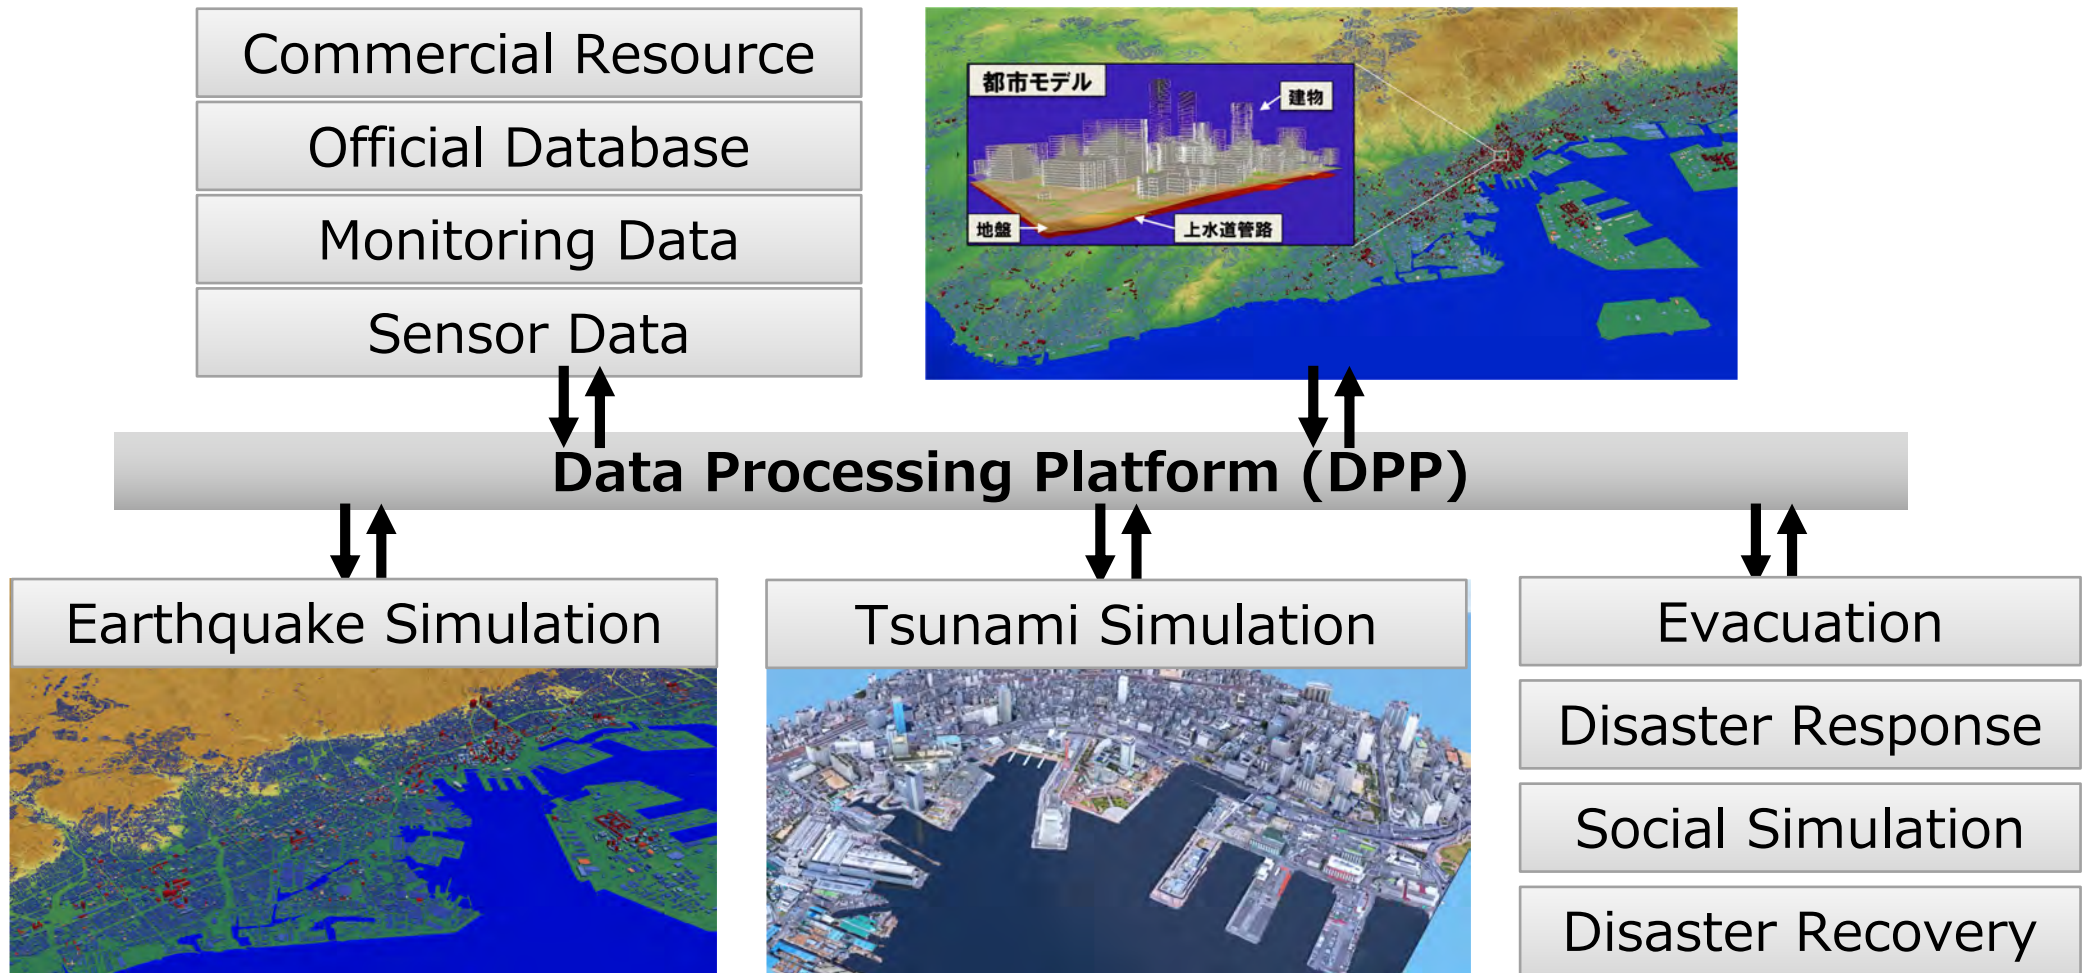 Commercial Resource
Official Database
Monitoring Data
Sensor Data
都市モデル
建物
地盤
上水道管路
Data Processing Platform (DPP)
Earthquake Simulation
Tsunami Simulation
Evacuation
Disaster Response
Social Simulation
Disaster Recovery